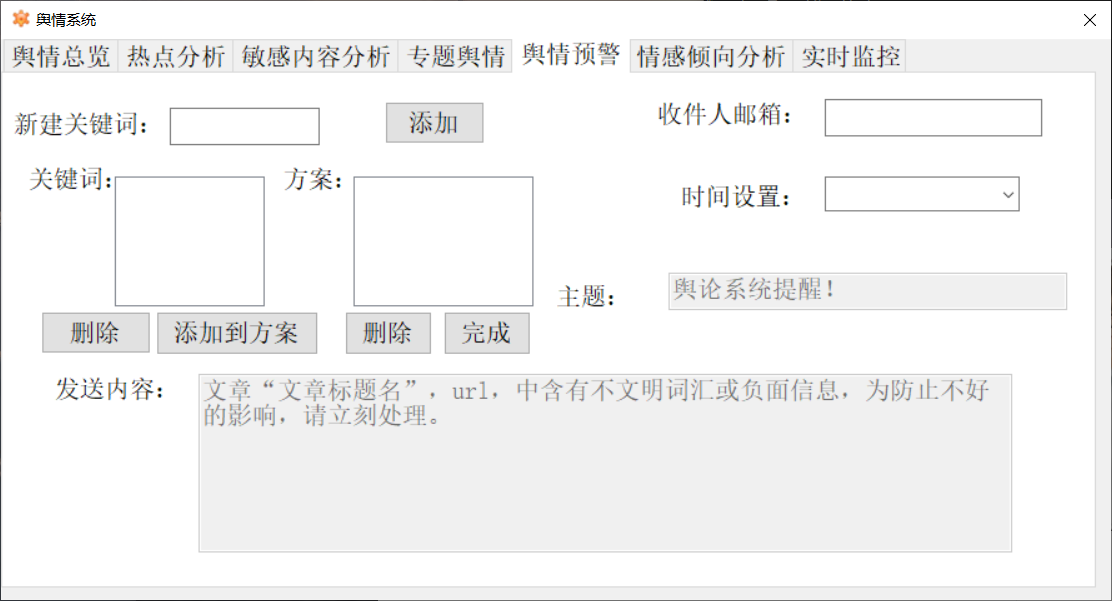 舆情系统
舆情总览 热点分析 敏感内容分析 专题舆情 舆情预警 情感倾向分析 实时监控
新建关键词： 添加 收件人邮箱：
关键词： 方案： 时间设置：
主题： 舆论系统提醒！
删除 添加到方案 删除 完成
发送内容： 文章“文章标题名”，url，中含有不文明词汇或负面信息，为防止不好
的影响，请立刻处理。